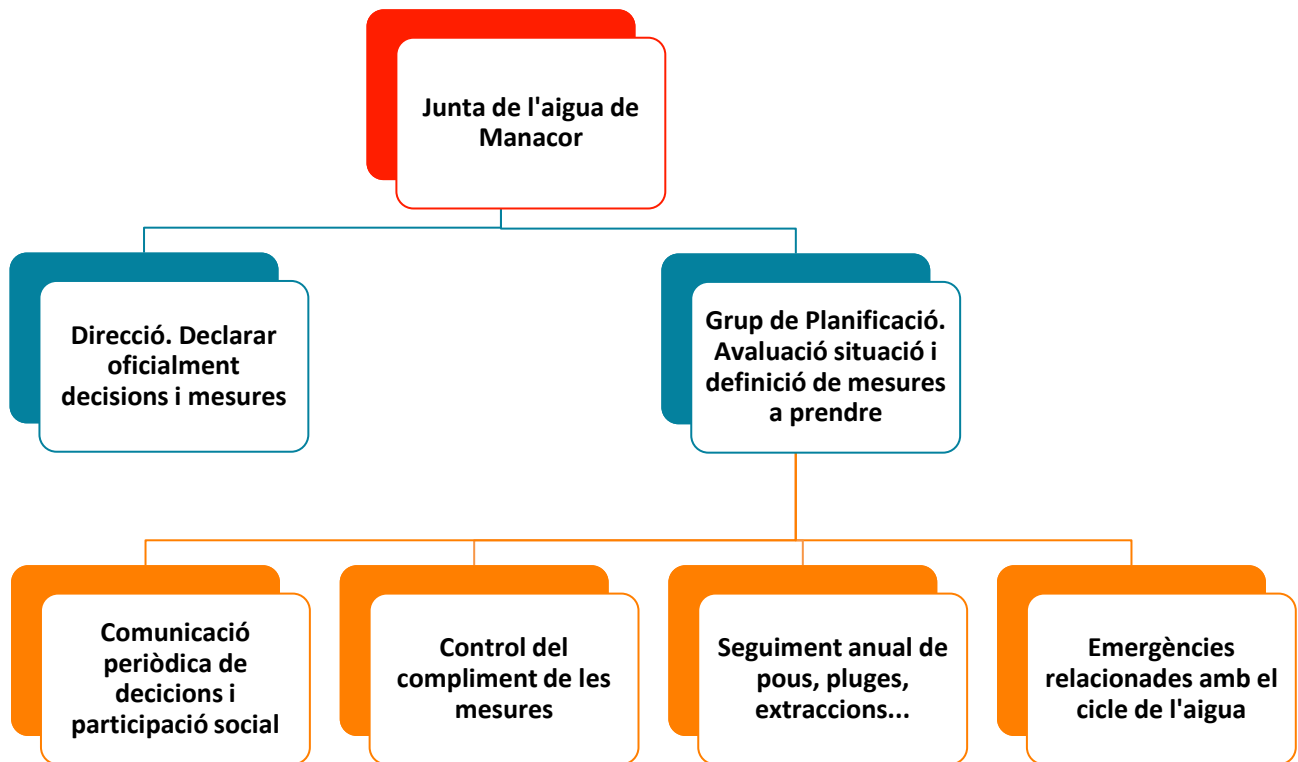 Junta de l'aigua de
Manacor
Direcció. Declarar
oficialment
decisions i mesures
Grup de Planificació.
Avaluació situació i
definició de mesures
a prendre
Comunicació
periòdica de
decicions i
participació social
Control del
compliment de les
mesures
Seguiment anual de
pous, pluges,
extraccions...
Emergències
relacionades amb el
cicle de l'aigua